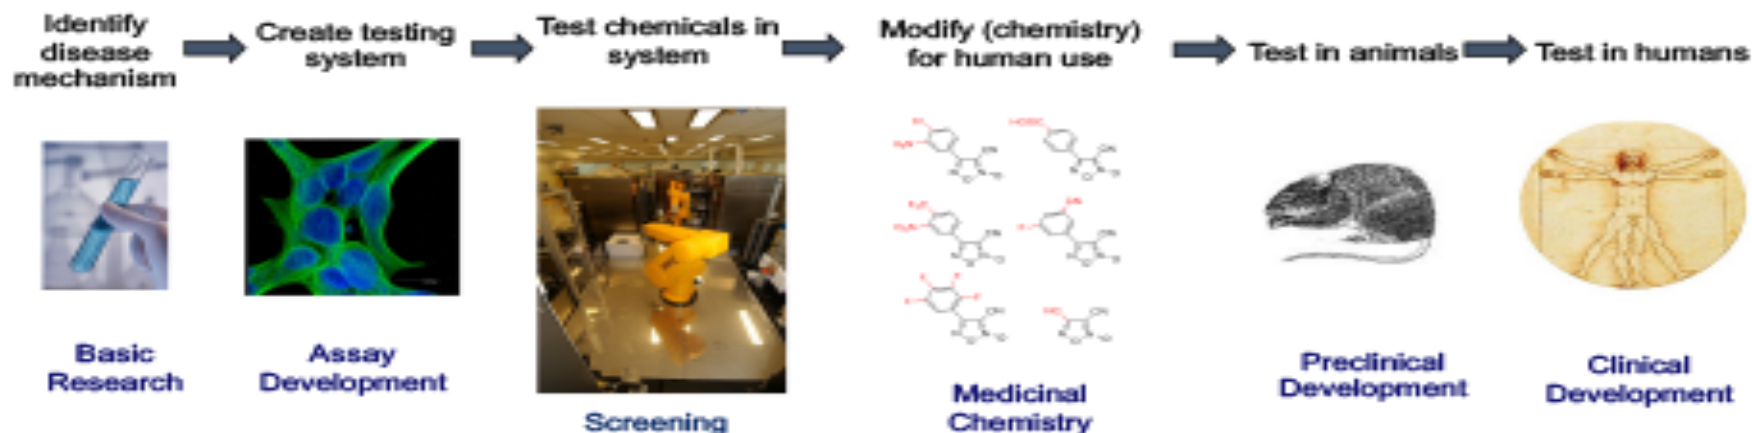 Identify
disease
mechanism
Create testing
system
Test chemicals in
system
Modify (chemistry)
for human use
Test in animals
Test in humans
Basic
Research
Assay
Development
Screening
Medicinal
Chemistry
Preclinical
Development
Clinical
Development